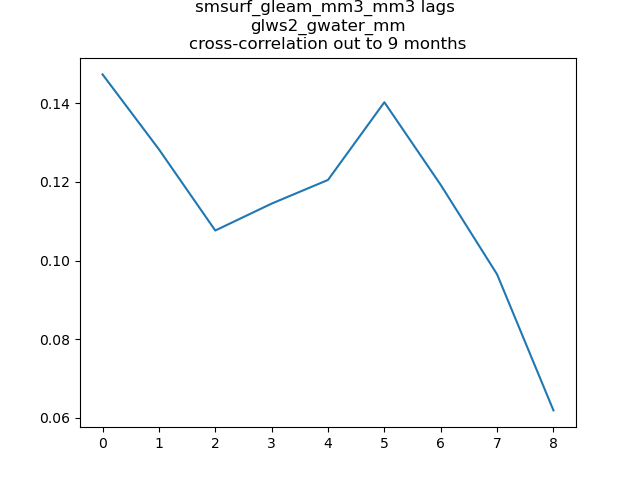 smsurf_gleam_mm3_mm3 lags
glws2_gwater_mm
cross-correlation out to 9 months
0.14
0.12
0.10
0.08
0.06
0 1 2 3 4 5 6 7 8